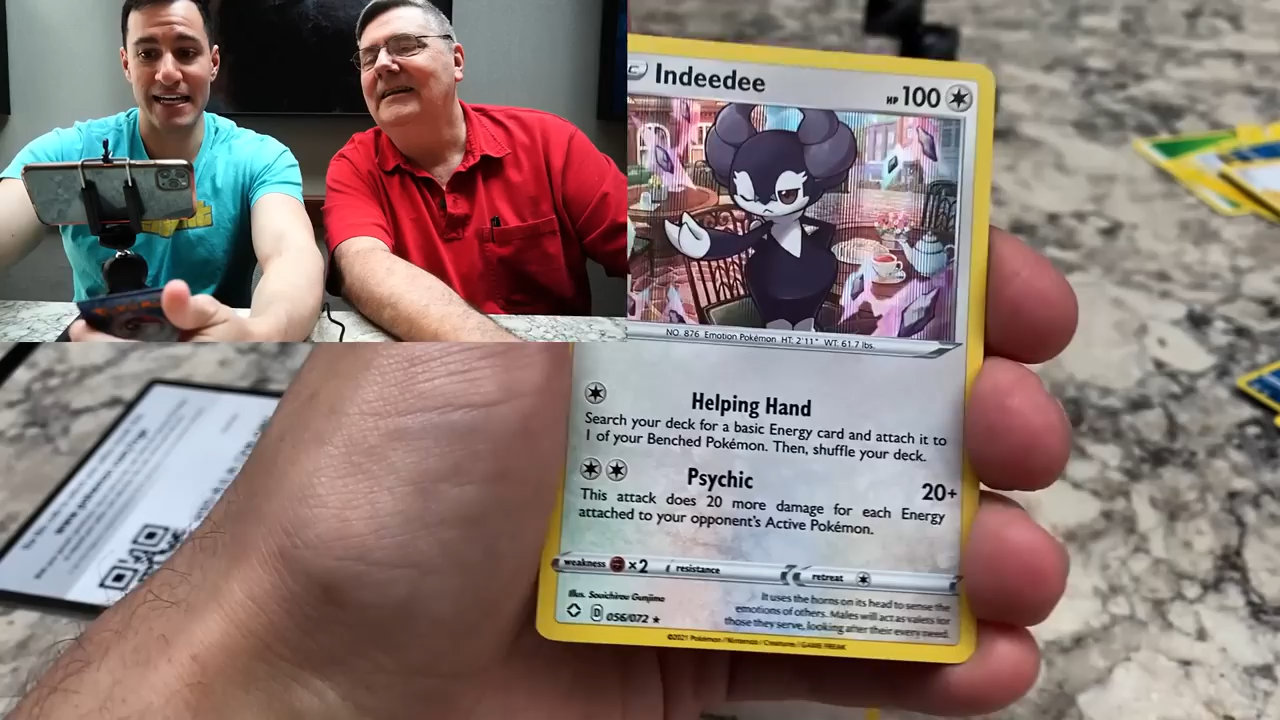 C Indeedee
HP 100
NO. 876 Emotion Pokémon HT: 2'11" WT: 61.7 lbs.
Helping Hand
Search your deck for a basic Energy card and attach it to
1 of your Benched Pokémon. Then, shuffle your deck.
Psychic 20+
This attack does 20 more damage for each Energy
attached to your opponent's Active Pokémon.
weakness ×2 resistance retreat
Illus. Souichirou Gunjima
It uses the horns on its head to sense the
emotions of others. Males will act as valets for
those they serve, looking after their every need.
D 056/072 ★
©2021 Pokémon / Nintendo / Creatures / GAME FREAK